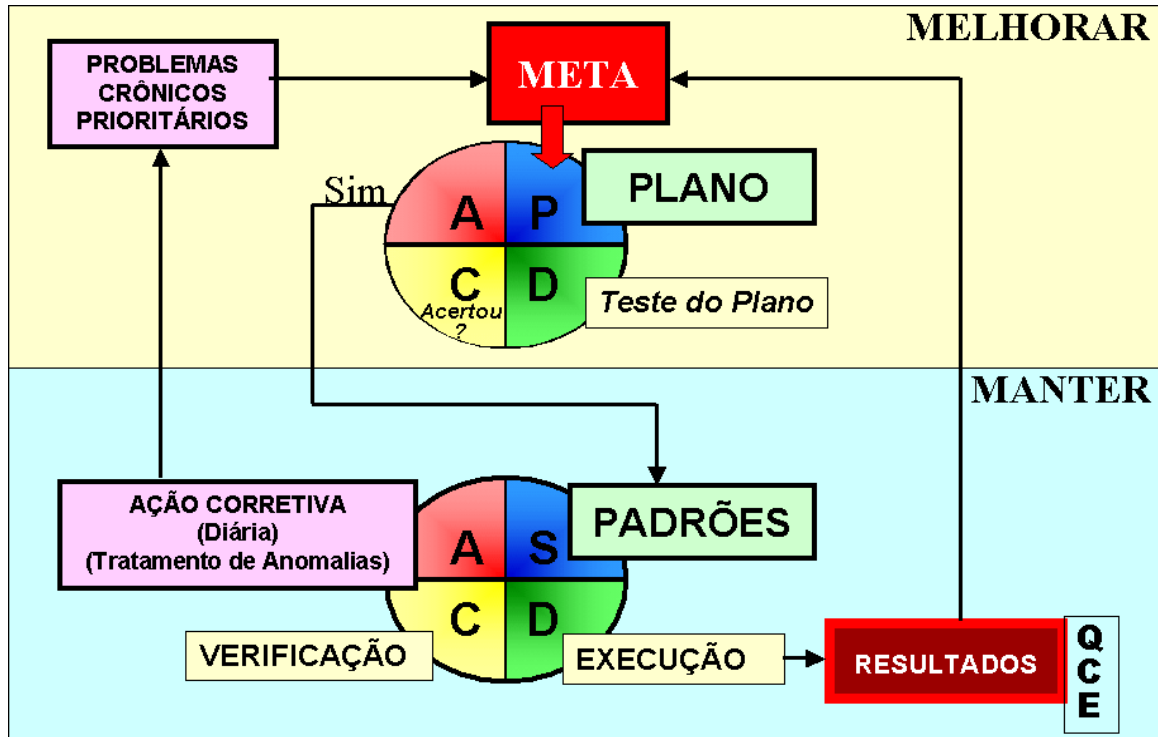 MELHORAR
PROBLEMAS
CRÔNICOS
PRIORITÁRIOS
META
Sim
A
P
PLANO
C
D
Acertou
?
Teste do Plano
MANTER
AÇÃO CORRETIVA
(Diária)
(Tratamento de Anomalias)
A
S
PADRÕES
C
D
VERIFICAÇÃO
EXECUÇÃO
RESULTADOS
Q
C
E